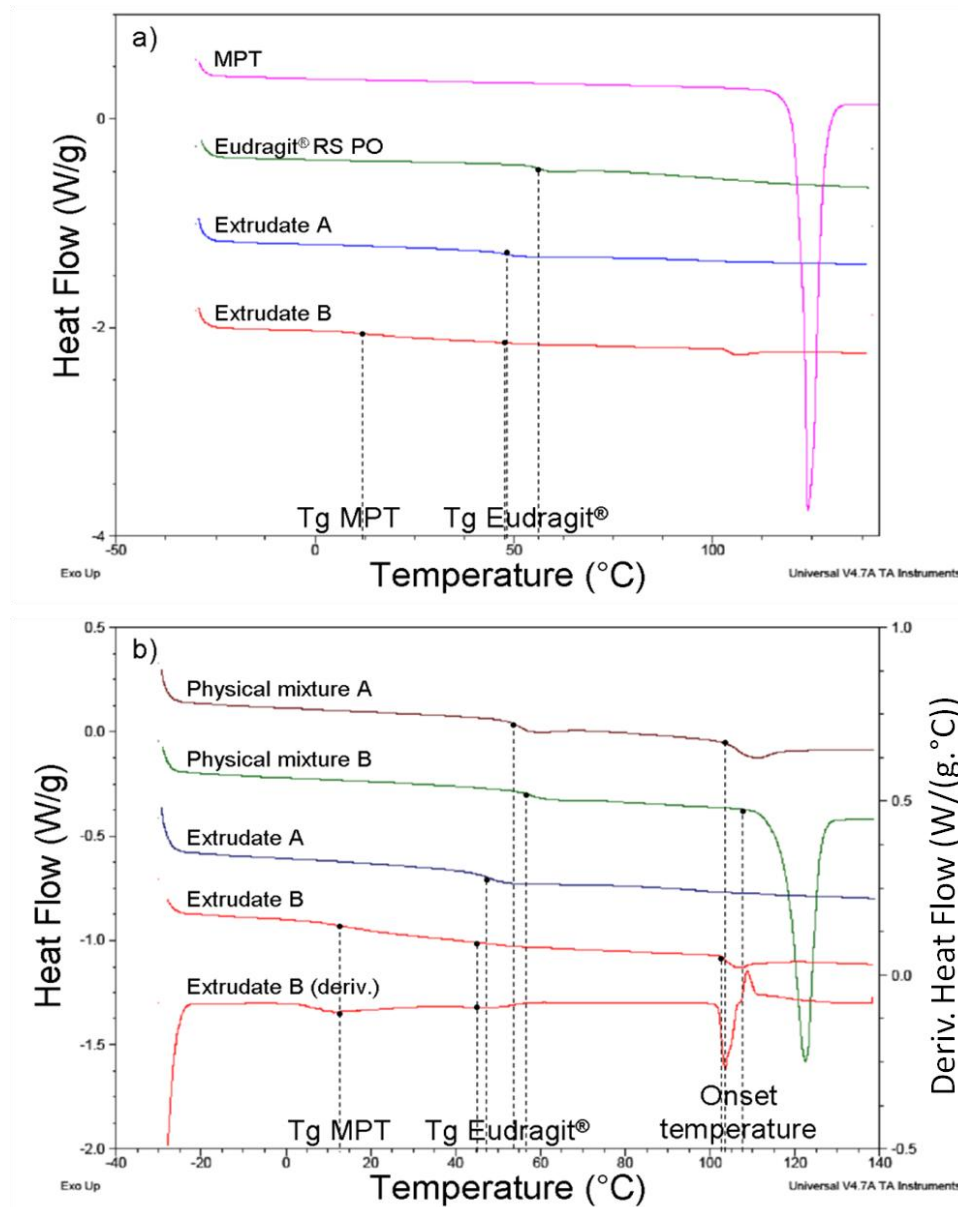 a)
MPT
Eudragit® RS PO
Extrudate A
Extrudate B
Heat Flow (W/g)
0
-2
-4
Tg MPT
Tg Eudragit®
-50
0
50
100
Exo Up
Temperature (°C)
Universal V4.7A TA Instruments
b)
Physical mixture A
Physical mixture B
Extrudate A
Extrudate B
Extrudate B (deriv.)
Heat Flow (W/g)
0.5
0.0
-0.5
-1.0
-1.5
-2.0
Deriv. Heat Flow (W/(g.°C))
1.0
0.5
0.0
-0.5
Tg MPT
Tg Eudragit®
Onset
temperature
-40
-20
0
20
40
60
80
100
120
140
Exo Up
Temperature (°C)
Universal V4.7A TA Instruments